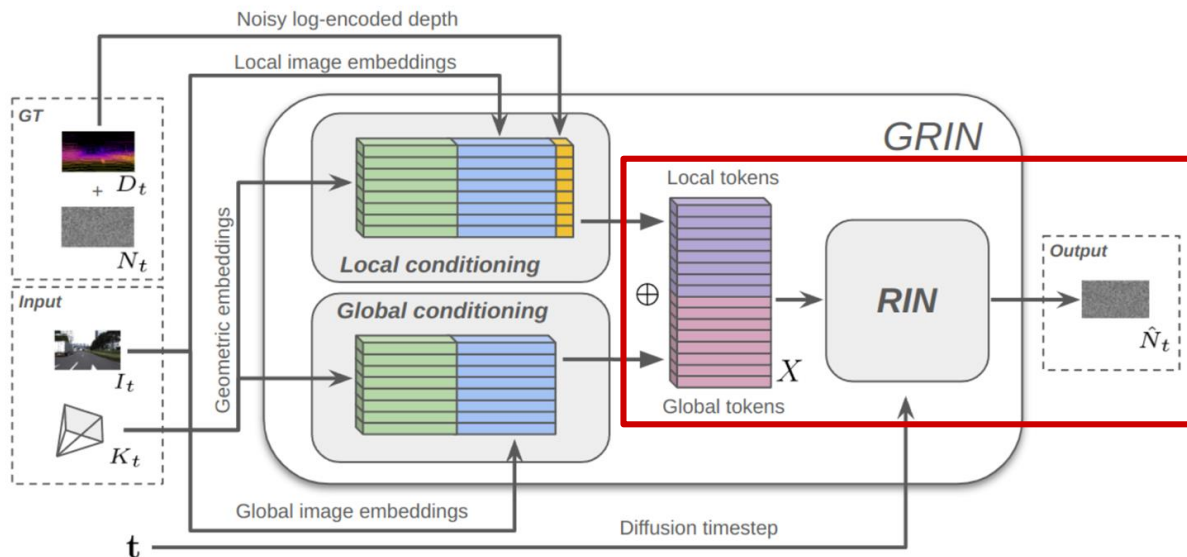 Noisy log-encoded depth
Local image embeddings
GT
D_t
+
N_t
Input
I_t
K_t
t
Geometric embeddings
GRIN
Local conditioning
Global conditioning
Local tokens
⊕
X
Global tokens
RIN
Output
N̂_t
Global image embeddings
Diffusion timestep